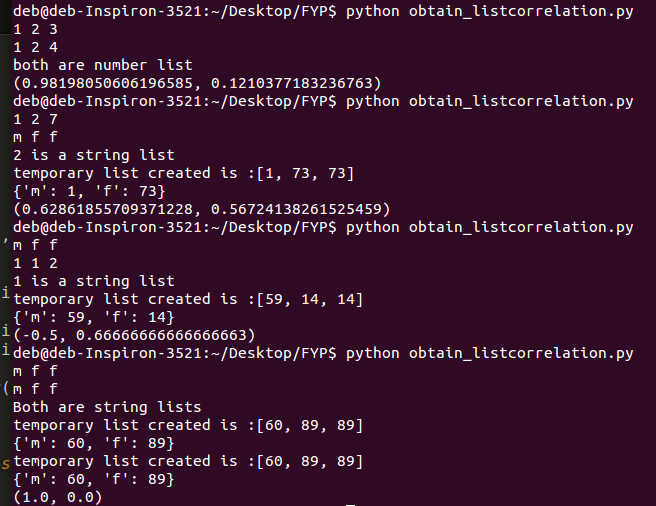 deb@deb-Inspiron-3521:~/Desktop/FYP$ python obtain_listcorrelation.py
1 2 3
1 2 4
both are number list
(0.98198050606196585, 0.1210377183236763)
deb@deb-Inspiron-3521:~/Desktop/FYP$ python obtain_listcorrelation.py
1 2 7
m f f
2 is a string list
temporary list created is :[1, 73, 73]
{'m': 1, 'f': 73}
(0.62861855709371228, 0.56724138261525459)
deb@deb-Inspiron-3521:~/Desktop/FYP$ python obtain_listcorrelation.py
m f f
1 1 2
1 is a string list
temporary list created is :[59, 14, 14]
{'m': 59, 'f': 14}
(-0.5, 0.66666666666666663)
deb@deb-Inspiron-3521:~/Desktop/FYP$ python obtain_listcorrelation.py
m f f
m f f
Both are string lists
temporary list created is :[60, 89, 89]
{'m': 60, 'f': 89}
temporary list created is :[60, 89, 89]
{'m': 60, 'f': 89}
(1.0, 0.0)